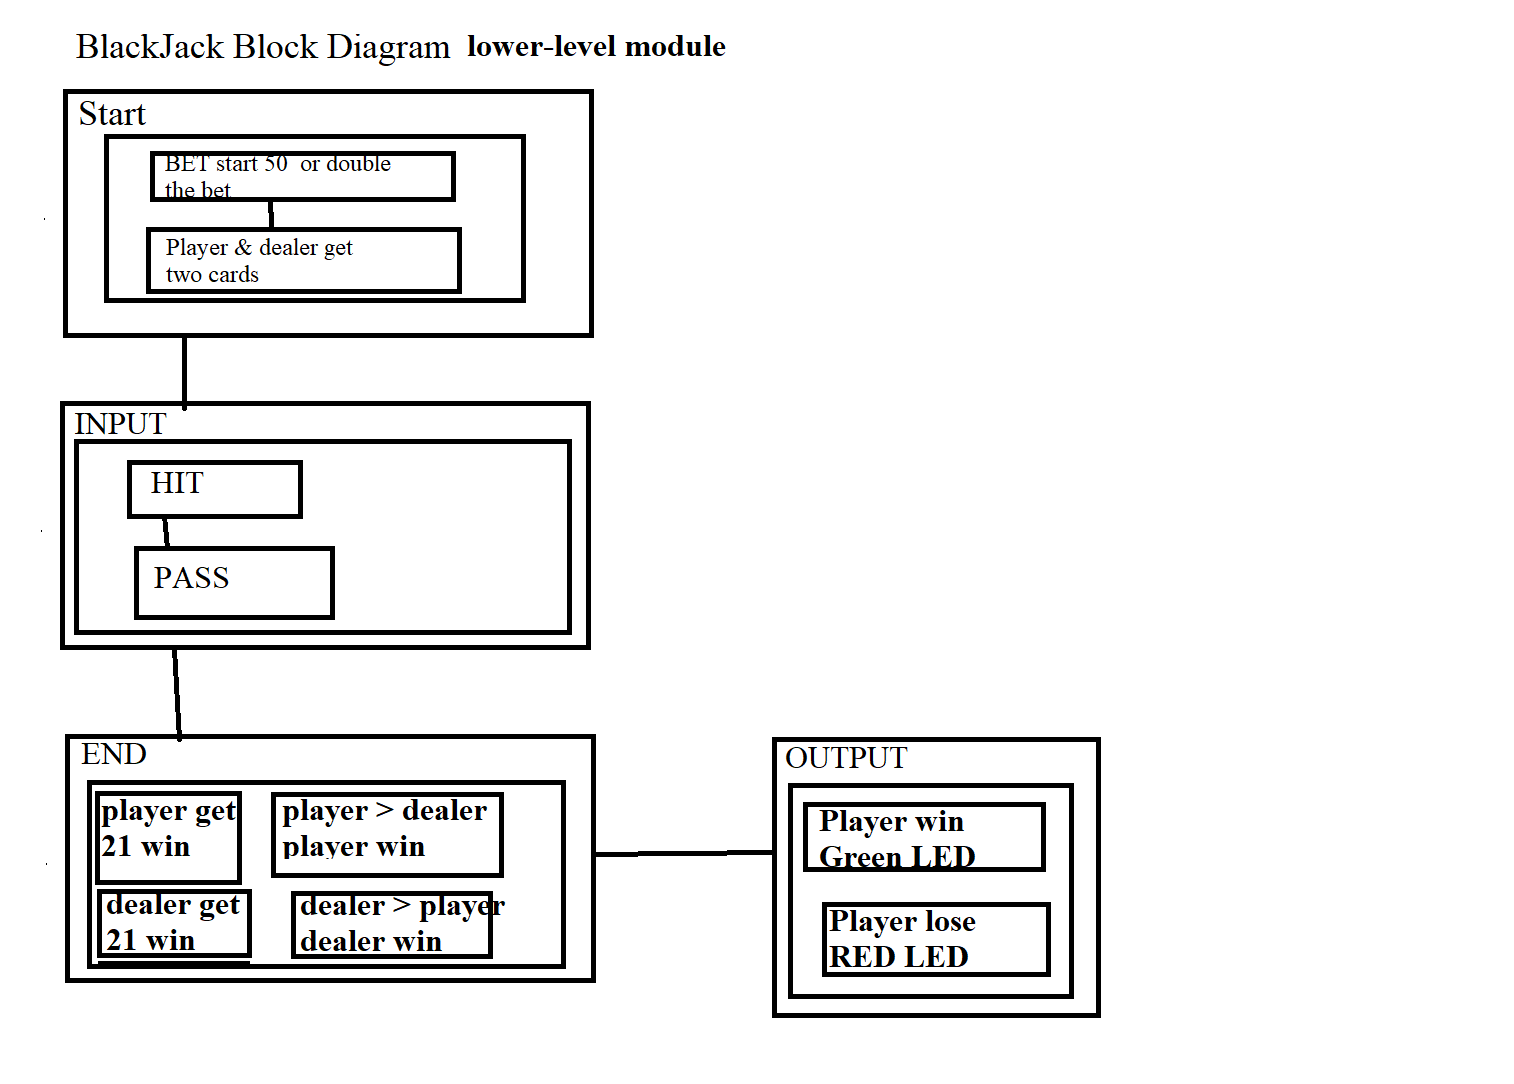 BlackJack Block Diagram lower-level module
Start
BET start 50 or double
the bet
Player & dealer get
two cards
INPUT
HIT
PASS
END
player get
21 win
player > dealer
player win
dealer get
21 win
dealer > player
dealer win
OUTPUT
Player win
Green LED
Player lose
RED LED